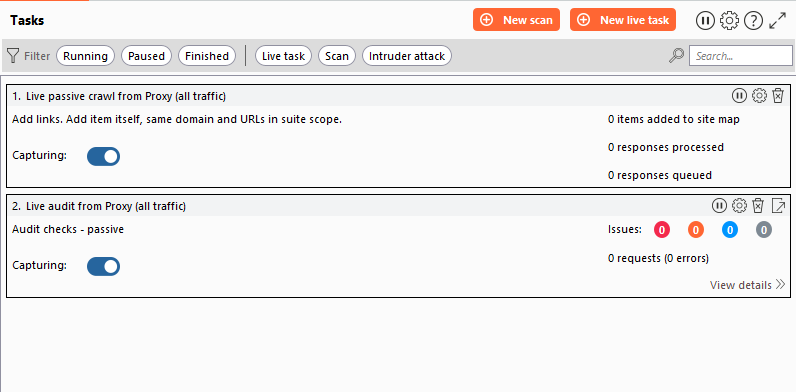 Tasks
New scan
New live task
Filter
Running
Paused
Finished
Live task
Scan
Intruder attack
Search...
1. Live passive crawl from Proxy (all traffic)
Add links. Add item itself, same domain and URLs in suite scope.
0 items added to site map
Capturing:
0 responses processed
0 responses queued
2. Live audit from Proxy (all traffic)
Audit checks - passive
Issues: 0 0 0 0
Capturing:
0 requests (0 errors)
View details